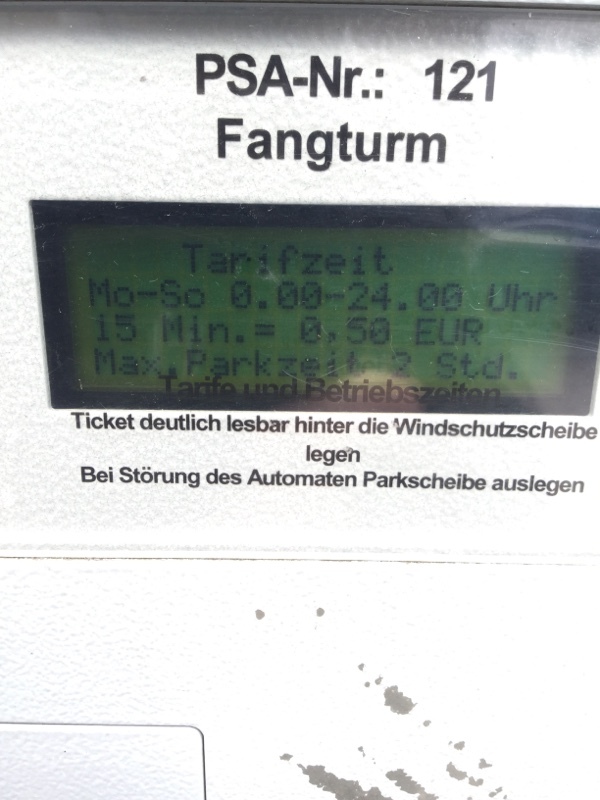 PSA-Nr.: 121
Fangturm
Tarifzeit
Mo-So 0.00-24.00 Uhr
15 Min.= 0,50 EUR
Max.Parkzeit 2 Std.
Tarife und Betriebszeiten
Ticket deutlich lesbar hinter die Windschutzscheibe
legen
Bei Störung des Automaten Parkscheibe auslegen